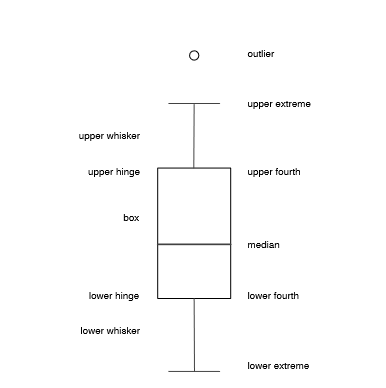 outlier
upper extreme
upper whisker
upper hinge
upper fourth
box
median
lower hinge
lower fourth
lower whisker
lower extreme